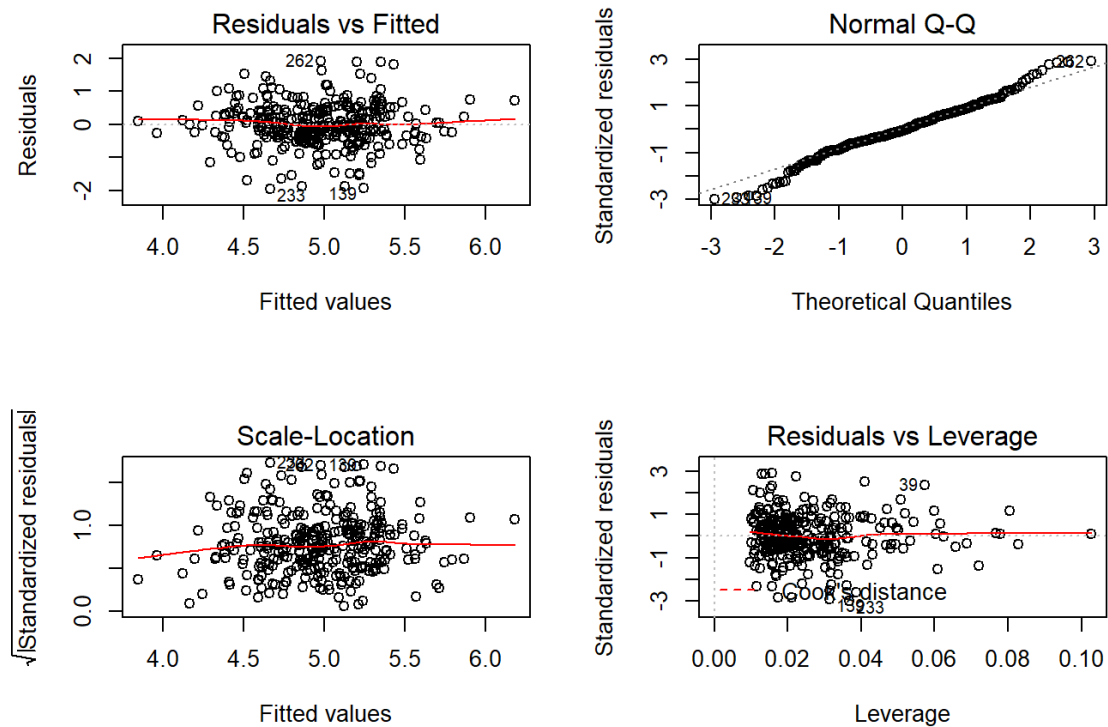 Residuals vs Fitted
Residuals
2
0
-2
262
233
139
4.0 4.5 5.0 5.5 6.0
Fitted values
Normal Q-Q
Standardized residuals
3
1
-1
-3
262
-3 -2 -1 0 1 2 3
Theoretical Quantiles
Scale-Location
√|Standardized residuals|
1.0
0.0
139
4.0 4.5 5.0 5.5 6.0
Fitted values
Residuals vs Leverage
Standardized residuals
3
1
-1
-3
39
Cook's distance
139
233
0.00 0.02 0.04 0.06 0.08 0.10
Leverage